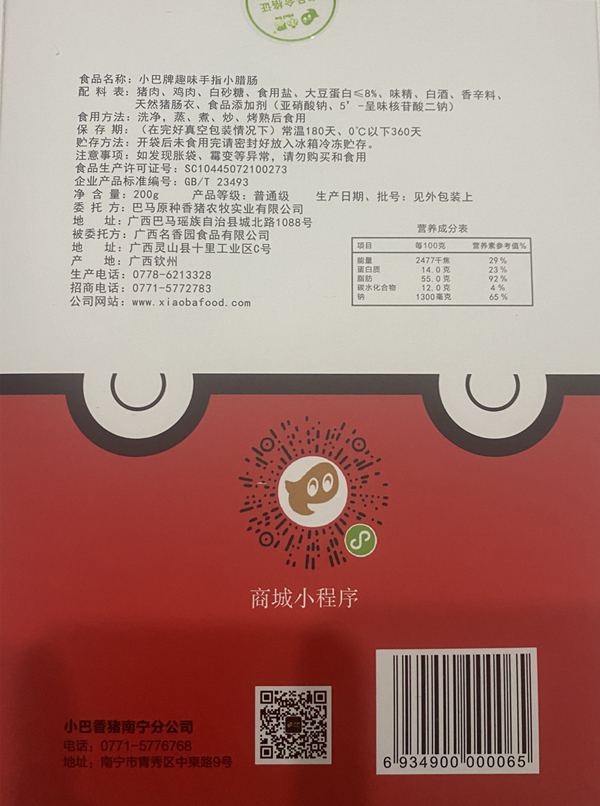 品合格证
小巴
食品名称：小巴牌趣味手指小腊肠
配 料 表：猪肉、鸡肉、白砂糖、食用盐、大豆蛋白≤8%、味精、白酒、香辛料、
天然猪肠衣、食品添加剂（亚硝酸钠、5’-呈味核苷酸二钠）
食用方法：洗净，蒸、煮、炒、烤熟后食用
保 存 期：（在完好真空包装情况下）常温180天、0℃以下360天
贮存方法：开袋后未食用完请密封好放入冰箱冷冻贮存。
注意事项：如发现胀袋、霉变等异常，请勿购买和食用
食品生产许可证号：SC10445072100273
企业产品标准编号：GB/T 23493
净 含 量：200g 产品等级：普通级 生产日期、批号：见外包装上
委 托 方：巴马原种香猪农牧实业有限公司
地 址：广西巴马瑶族自治县城北路1088号
被委托方：广西名香园食品有限公司
地 址：广西灵山县十里工业区C号
产 地：广西钦州
生产电话：0778-6213328
招商电话：0771-5772783
公司网站：www.xiaobafood.com
营养成分表
项目 每100克 营养素参考值%
能量 2477千焦 29%
蛋白质 14.0克 23%
脂肪 55.0克 92%
碳水化合物 12.0克 4%
钠 1300毫克 65%
商城小程序
小巴香猪南宁分公司
电话：0771-5776768
地址：南宁市青秀区中柬路9号
6 934900 000065